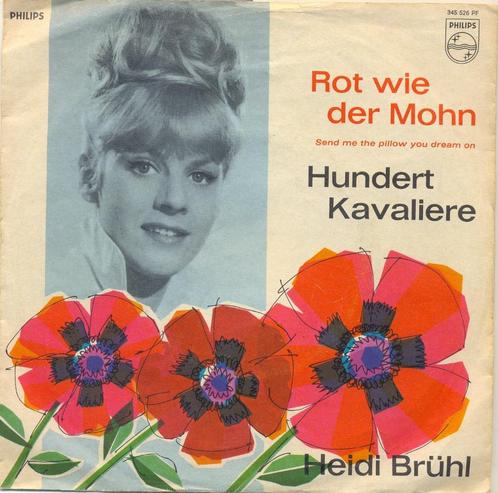 PHILIPS
345 526 PF
PHILIPS
Rot wie
der Mohn
Send me the pillow you dream on
Hundert
Kavaliere
Heidi Brühl